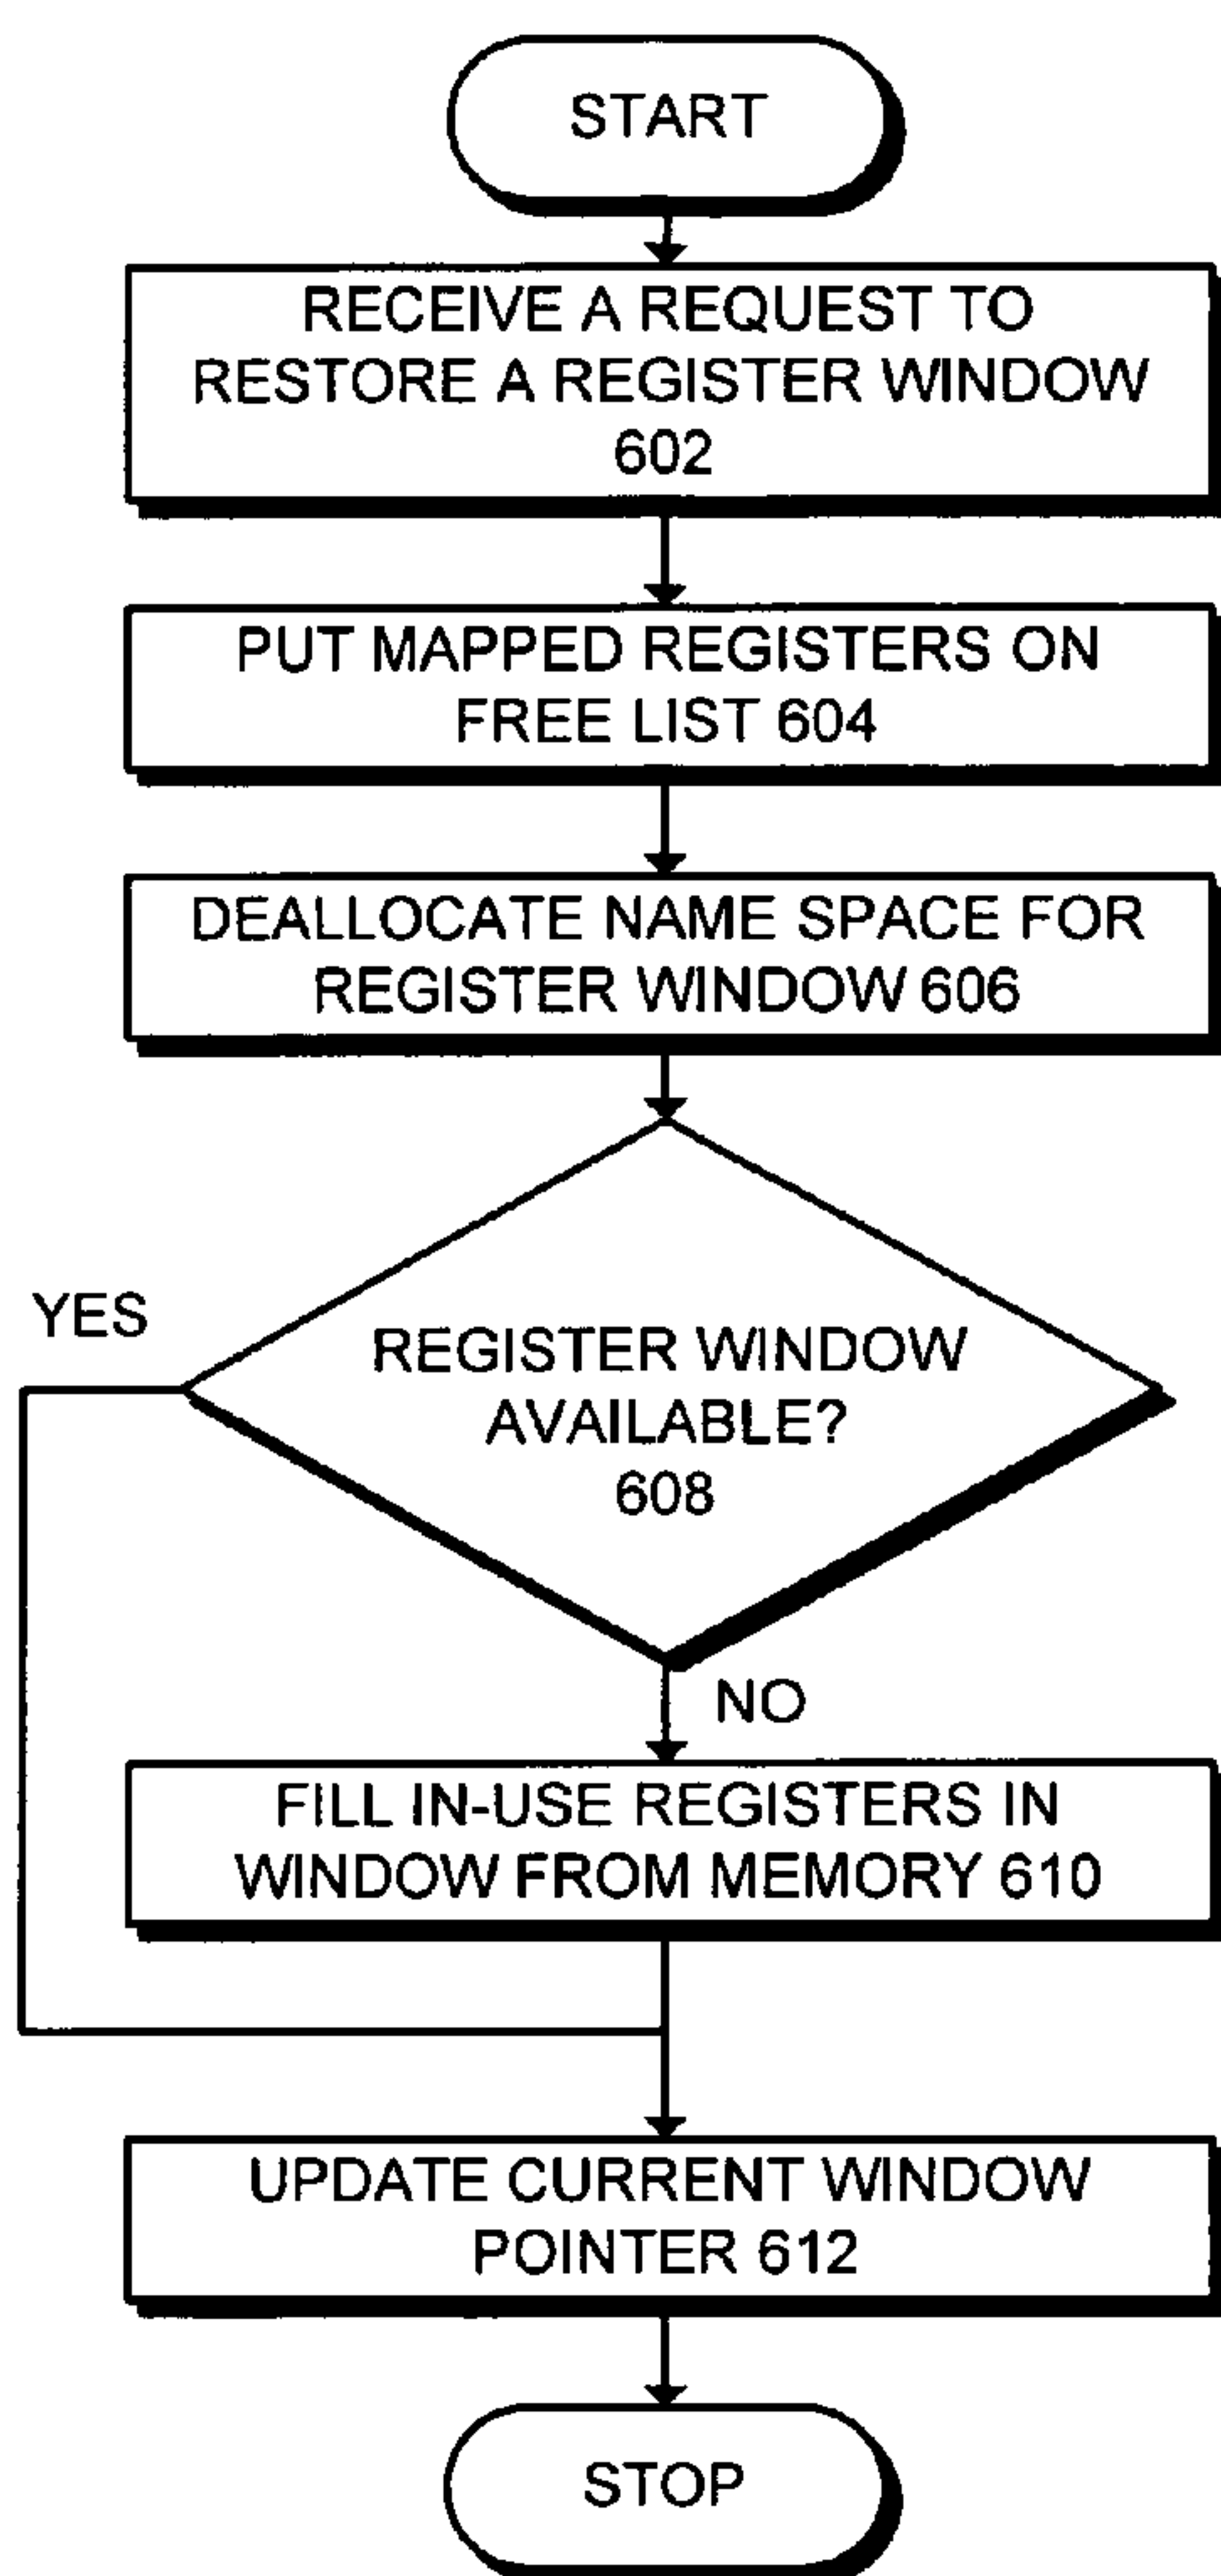 START
RECEIVE A REQUEST TO
RESTORE A REGISTER WINDOW
602
PUT MAPPED REGISTERS ON
FREE LIST 604
DEALLOCATE NAME SPACE FOR
REGISTER WINDOW 606
YES
REGISTER WINDOW
AVAILABLE?
608
NO
FILL IN-USE REGISTERS IN
WINDOW FROM MEMORY 610
UPDATE CURRENT WINDOW
POINTER 612
STOP